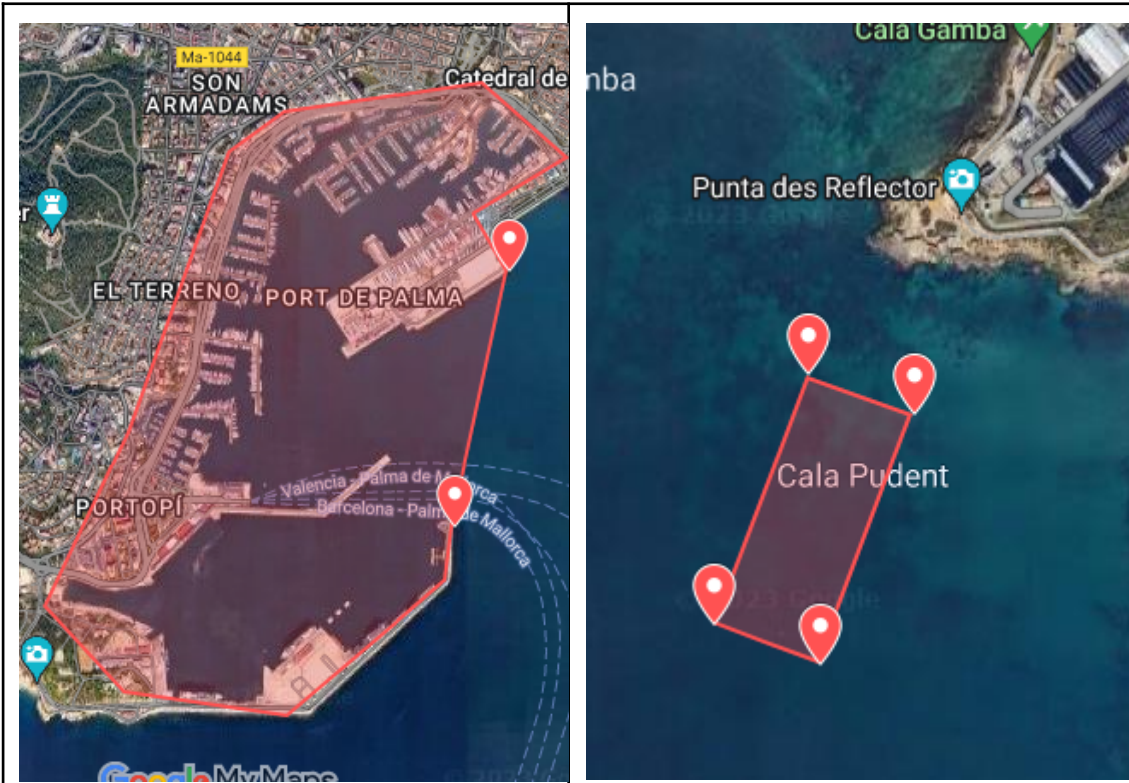 Ma-1044
SON
ARMADAMS
Catedral de
er
EL TERRENO
PORT DE PALMA
Valencia - Palma de Mallorca
PORTOPÍ
Barcelona - Palma de Mallorca
Google My Maps
Cala Gamba
mba
Punta des Reflector
Cala Pudent